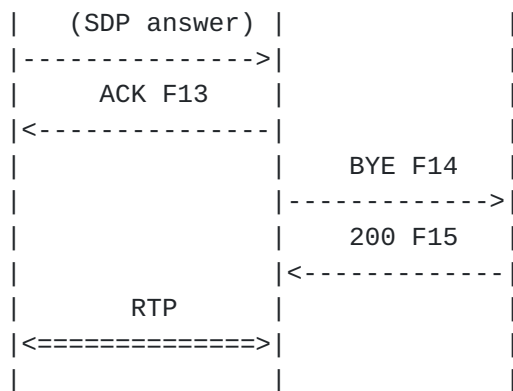 |    (SDP answer) |              |
|---------------->|              |
|      ACK F13    |              |
|<----------------|              |
|                 |    BYE F14   |
|                 |------------->|
|                 |    200 F15   |
|                 |<-------------|
|        RTP      |              |
|<==============>|              |
|                 |              |